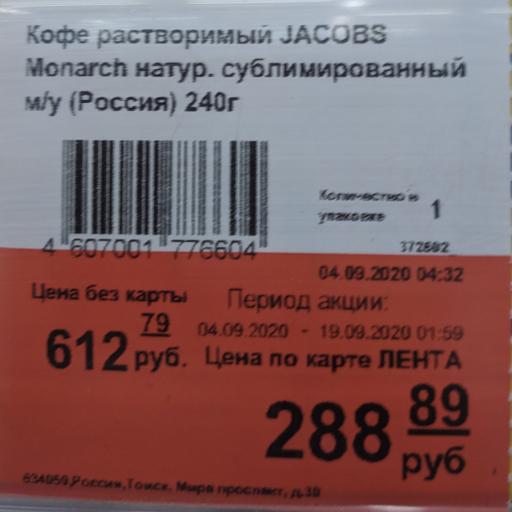 Кофе растворимый JACOBS
Monarch натур. сублимированный
м/у (Россия) 240г
Количество в
упаковке 1
4 607001 776604
372602
04.09.2020 04:32
Цена без карты
Период акции:
612 79 руб.
04.09.2020 - 19.09.2020 01:59
Цена по карте ЛЕНТА
288 89 руб
634059,Россия,Томск, Мира проспект, д.30